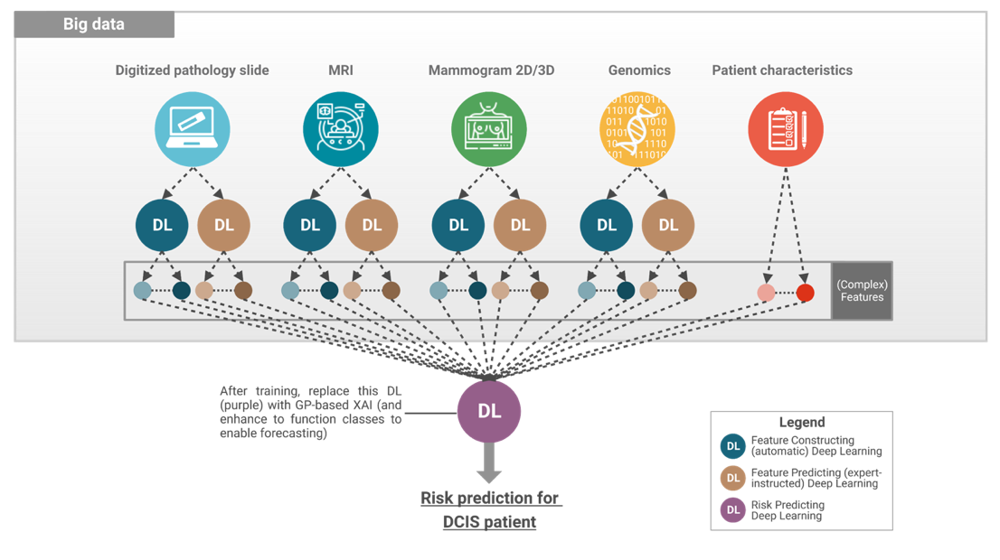 Big data
Digitized pathology slide
MRI
Mammogram 2D/3D
Genomics
Patient characteristics
DL
DL
DL
DL
DL
DL
DL
DL
(Complex)
Features
After training, replace this DL
(purple) with GP-based XAI (and
enhance to function classes to
enable forecasting)
DL
Risk prediction for
DCIS patient
Legend
DL
Feature Constructing
(automatic) Deep Learning
DL
Feature Predicting (expert-
instructed) Deep Learning
DL
Risk Predicting
Deep Learning